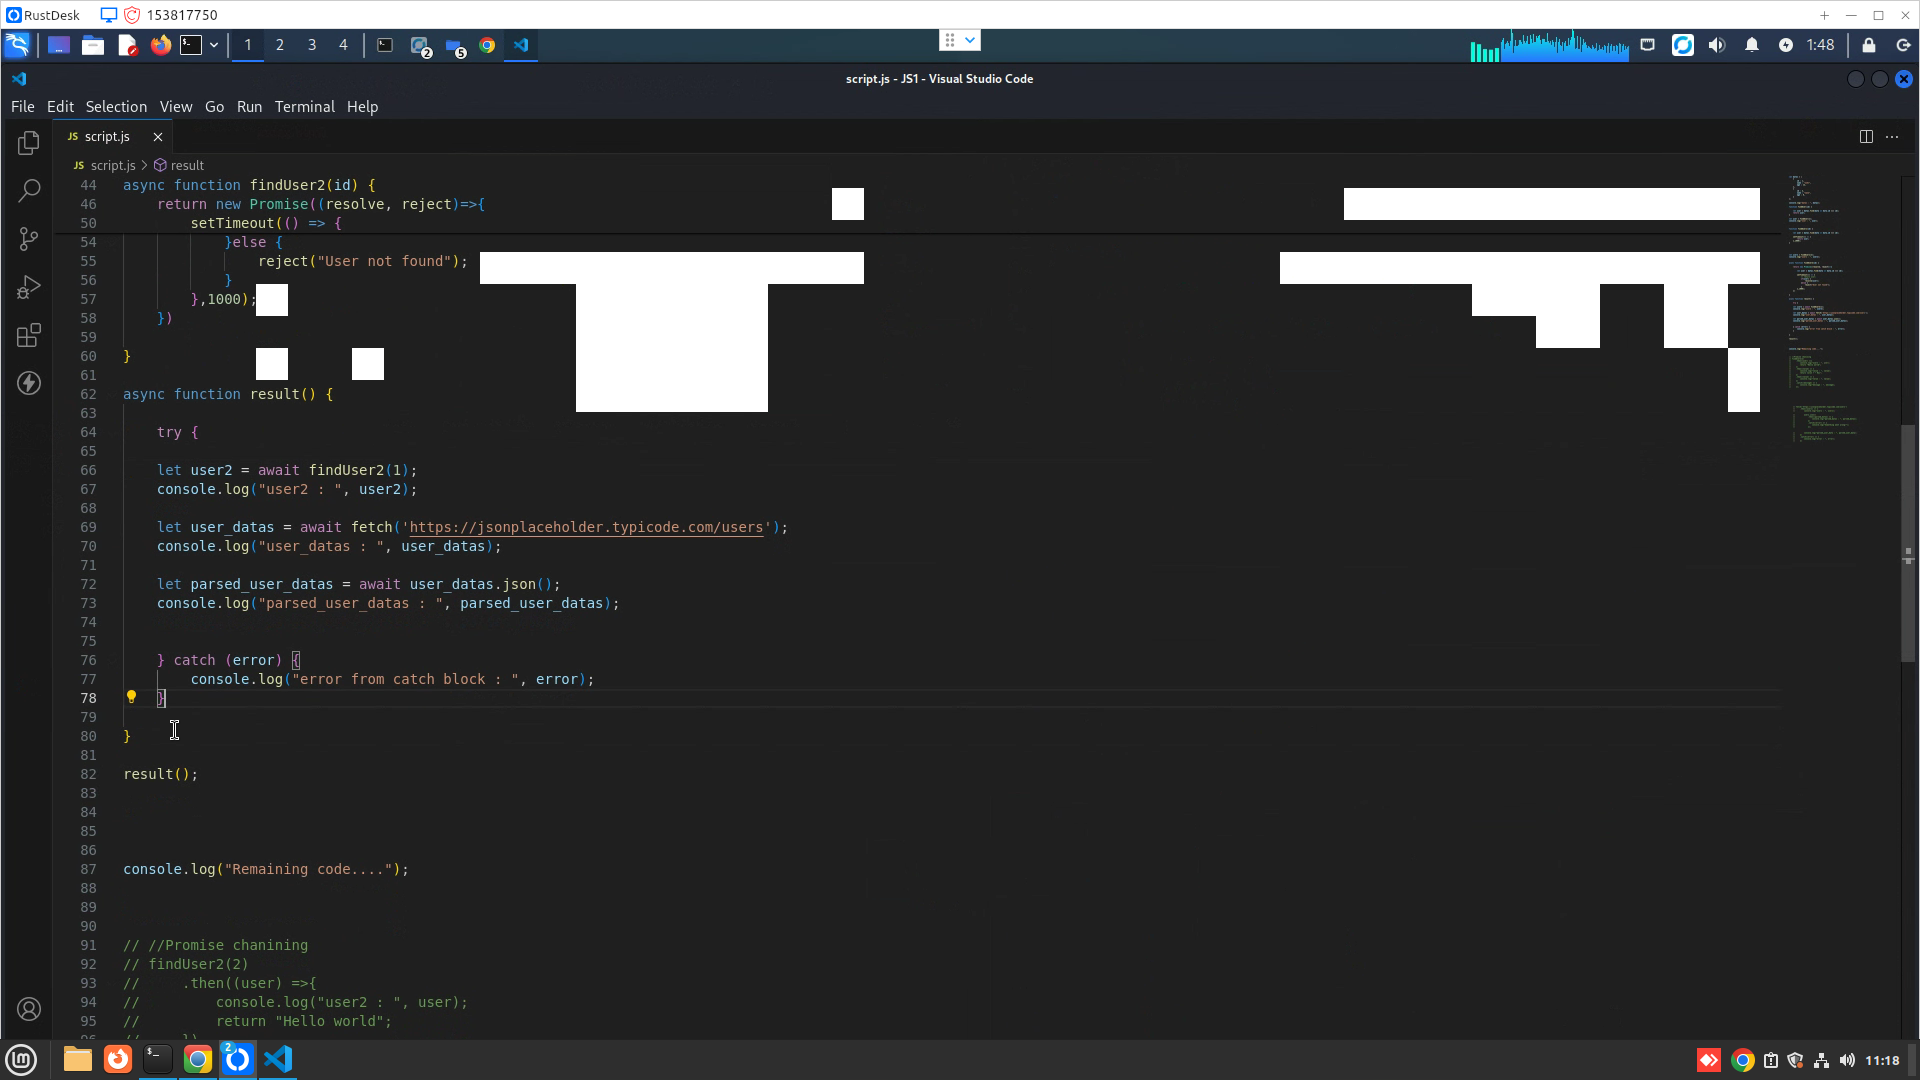 RustDesk 153817750
1 2 3 4 2 5 1:48
script.js - JS1 - Visual Studio Code
File Edit Selection View Go Run Terminal Help
JS script.js
JS script.js > result
44 async function findUser2(id) {
46 return new Promise((resolve, reject)=>{
50 setTimeout(() => {
54 }else {
55 reject("User not found");
56 }
57 },1000);
58 })
59
60 }
61
62 async function result() {
63
64 try {
65
66 let user2 = await findUser2(1);
67 console.log("user2 : ", user2);
68
69 let user_datas = await fetch('https://jsonplaceholder.typicode.com/users');
70 console.log("user_datas : ", user_datas);
71
72 let parsed_user_datas = await user_datas.json();
73 console.log("parsed_user_datas : ", parsed_user_datas);
74
75
76 } catch (error) {
77 console.log("error from catch block : ", error);
78 }
79
80 }
81
82 result();
83
84
85
86
87 console.log("Remaining code....");
88
89
90
91 // //Promise chanining
92 // findUser2(2)
93 // .then((user) =>{
94 // console.log("user2 : ", user);
95 // return "Hello world";
2 11:18